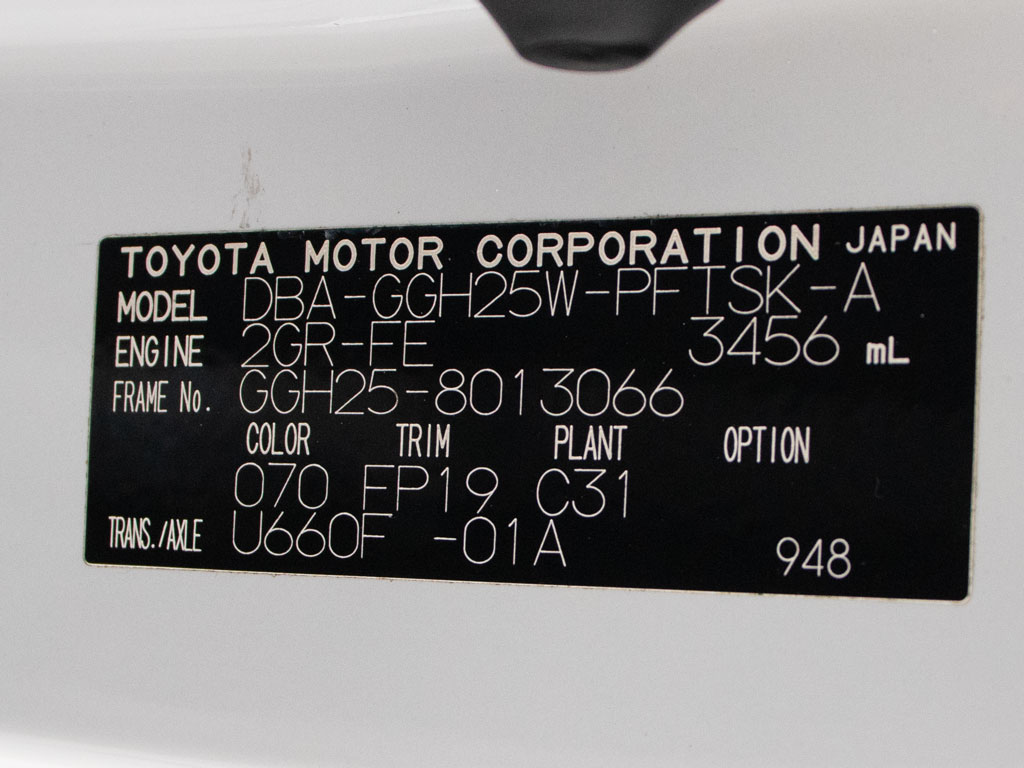 TOYOTA MOTOR CORPORATION JAPAN
MODEL DBA-GGH25W-PFTSK-A
ENGINE 2GR-FE 3456 mL
FRAME No. GGH25-8013066
COLOR TRIM PLANT OPTION
070 FP19 C31
TRANS./AXLE U660F -01A 948